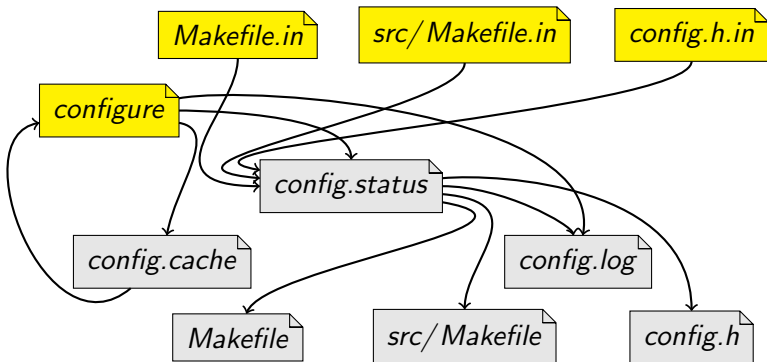 Makefile.in
src/Makefile.in
config.h.in
configure
config.status
config.cache
config.log
Makefile
src/Makefile
config.h